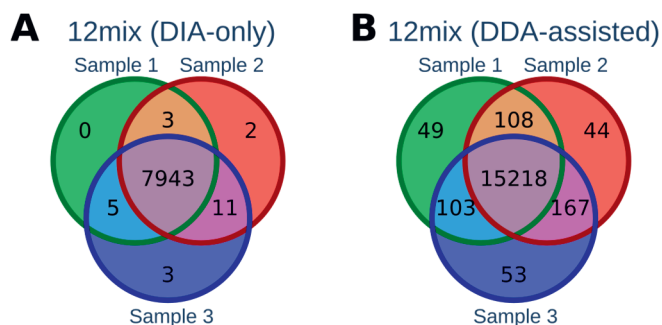 A 12mix (DIA-only)
Sample 1 Sample 2
0 3 2
7943
5 11
3
Sample 3
B 12mix (DDA-assisted)
Sample 1 Sample 2
49 108 44
15218
103 167
53
Sample 3